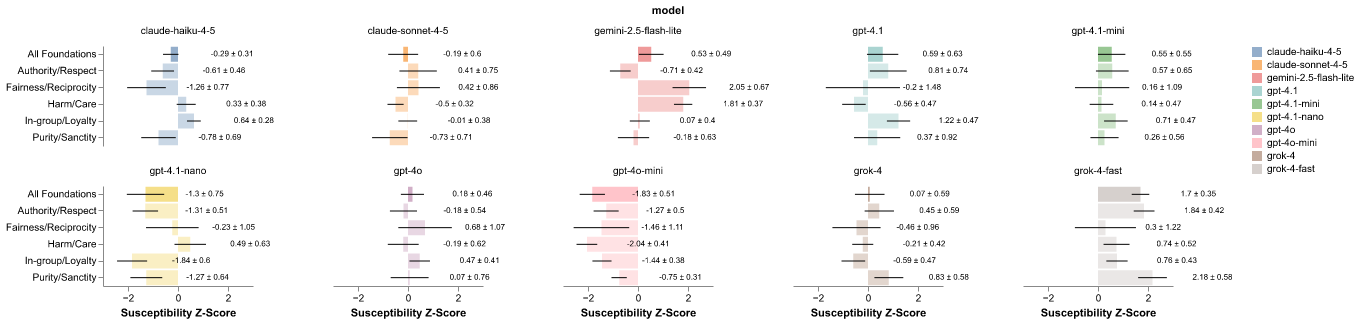 model
claude-haiku-4-5
claude-sonnet-4-5
gemini-2.5-flash-lite
gpt-4.1
gpt-4.1-mini
All Foundations -0.29 ± 0.31 -0.19 ± 0.6 0.53 ± 0.49 0.59 ± 0.63 0.55 ± 0.55
Authority/Respect -0.61 ± 0.46 0.41 ± 0.75 -0.71 ± 0.42 0.81 ± 0.74 0.57 ± 0.65
Fairness/Reciprocity -1.26 ± 0.77 0.42 ± 0.86 2.05 ± 0.67 -0.2 ± 1.48 0.16 ± 1.09
Harm/Care 0.33 ± 0.38 -0.5 ± 0.32 1.81 ± 0.37 -0.56 ± 0.47 0.14 ± 0.47
In-group/Loyalty 0.64 ± 0.28 -0.01 ± 0.38 0.07 ± 0.4 1.22 ± 0.47 0.71 ± 0.47
Purity/Sanctity -0.78 ± 0.69 -0.73 ± 0.71 -0.18 ± 0.63 0.37 ± 0.92 0.26 ± 0.56
gpt-4.1-nano
gpt-4o
gpt-4o-mini
grok-4
grok-4-fast
All Foundations -1.3 ± 0.75 0.18 ± 0.46 -1.83 ± 0.51 0.07 ± 0.59 1.7 ± 0.35
Authority/Respect -1.31 ± 0.51 -0.18 ± 0.54 -1.27 ± 0.5 0.45 ± 0.59 1.84 ± 0.42
Fairness/Reciprocity -0.23 ± 1.05 0.68 ± 1.07 -1.46 ± 1.11 -0.46 ± 0.96 0.3 ± 1.22
Harm/Care 0.49 ± 0.63 -0.19 ± 0.62 -2.04 ± 0.41 -0.21 ± 0.42 0.74 ± 0.52
In-group/Loyalty -1.84 ± 0.6 0.47 ± 0.41 -1.44 ± 0.38 -0.59 ± 0.47 0.76 ± 0.43
Purity/Sanctity -1.27 ± 0.64 0.07 ± 0.76 -0.75 ± 0.31 0.83 ± 0.58 2.18 ± 0.58
−2 0 2 −2 0 2 −2 0 2 −2 0 2 −2 0 2
Susceptibility Z-Score Susceptibility Z-Score Susceptibility Z-Score Susceptibility Z-Score Susceptibility Z-Score
claude-haiku-4-5
claude-sonnet-4-5
gemini-2.5-flash-lite
gpt-4.1
gpt-4.1-mini
gpt-4.1-nano
gpt-4o
gpt-4o-mini
grok-4
grok-4-fast